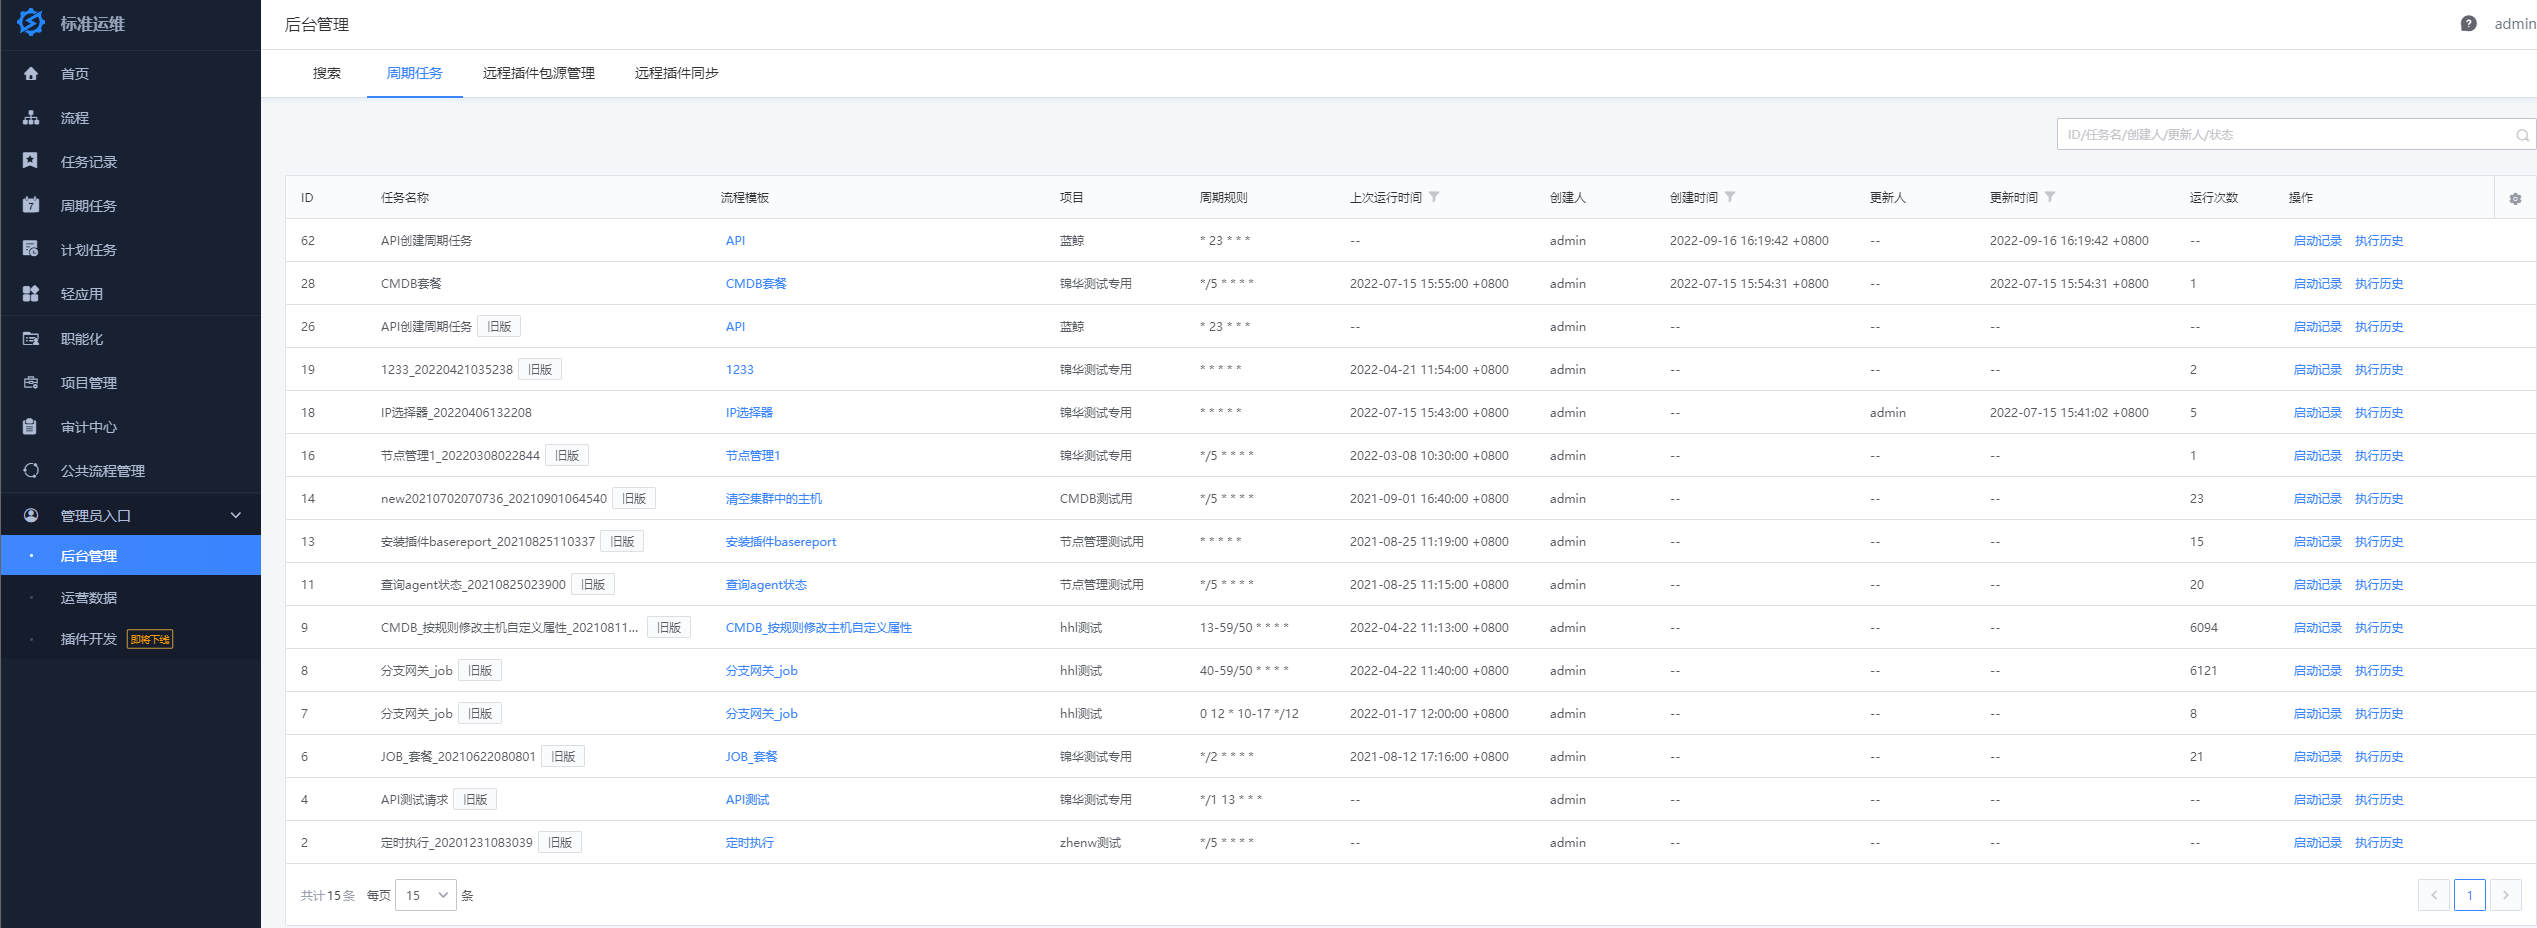 标准运维
首页
流程
任务记录
周期任务
计划任务
轻应用
职能化
项目管理
审计中心
公共流程管理
管理员入口
后台管理
运营数据
插件开发 即将下线
后台管理 admin
搜索 周期任务 远程插件包源管理 远程插件同步
ID/任务名/创建人/更新人/状态
ID 任务名称 流程模板 项目 周期规则 上次运行时间 创建人 创建时间 更新人 更新时间 运行次数 操作
62 API创建周期任务 API 蓝鲸 * 23 * * * -- admin 2022-09-16 16:19:42 +0800 -- 2022-09-16 16:19:42 +0800 -- 启动记录 执行历史
28 CMDB套餐 CMDB套餐 锦华测试专用 */5 * * * * 2022-07-15 15:55:00 +0800 admin 2022-07-15 15:54:31 +0800 -- 2022-07-15 15:54:31 +0800 1 启动记录 执行历史
26 API创建周期任务 旧版 API 蓝鲸 * 23 * * * -- admin -- -- -- -- 启动记录 执行历史
19 1233_20220421035238 旧版 1233 锦华测试专用 * * * * * 2022-04-21 11:54:00 +0800 admin -- -- -- 2 启动记录 执行历史
18 IP选择器_20220406132208 IP选择器 锦华测试专用 * * * * * 2022-07-15 15:43:00 +0800 admin -- admin 2022-07-15 15:41:02 +0800 5 启动记录 执行历史
16 节点管理1_20220308022844 旧版 节点管理1 锦华测试专用 */5 * * * * 2022-03-08 10:30:00 +0800 admin -- -- -- 1 启动记录 执行历史
14 new20210702070736_20210901064540 旧版 清空集群中的主机 CMDB测试用 */5 * * * * 2021-09-01 16:40:00 +0800 admin -- -- -- 23 启动记录 执行历史
13 安装插件basereport_20210825110337 旧版 安装插件basereport 节点管理测试用 * * * * * 2021-08-25 11:19:00 +0800 admin -- -- -- 15 启动记录 执行历史
11 查询agent状态_20210825023900 旧版 查询agent状态 节点管理测试用 */5 * * * * 2021-08-25 11:15:00 +0800 admin -- -- -- 20 启动记录 执行历史
9 CMDB_按规则修改主机自定义属性_20210811... 旧版 CMDB_按规则修改主机自定义属性 hhl测试 13-59/50 * * * * 2022-04-22 11:13:00 +0800 admin -- -- -- 6094 启动记录 执行历史
8 分支网关_job 旧版 分支网关_job hhl测试 40-59/50 * * * * 2022-04-22 11:40:00 +0800 admin -- -- -- 6121 启动记录 执行历史
7 分支网关_job 旧版 分支网关_job hhl测试 0 12 * 10-17 */12 2022-01-17 12:00:00 +0800 admin -- -- -- 8 启动记录 执行历史
6 JOB_套餐_20210622080801 旧版 JOB_套餐 锦华测试专用 */2 * * * * 2021-08-12 17:16:00 +0800 admin -- -- -- 21 启动记录 执行历史
4 API测试请求 旧版 API测试 锦华测试专用 */1 13 * * * -- admin -- -- -- -- 启动记录 执行历史
2 定时执行_20201231083039 旧版 定时执行 zhenw测试 */5 * * * * -- admin -- -- -- -- 启动记录 执行历史
共计 15 条 每页 15 条 1